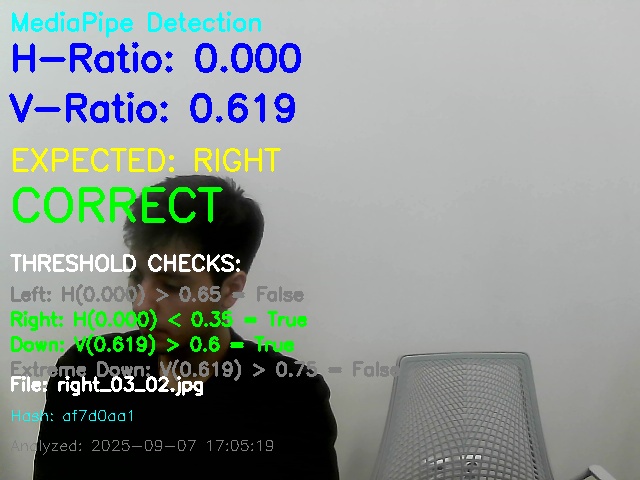 MediaPipe Detection
H-Ratio: 0.000
V-Ratio: 0.619
EXPECTED: RIGHT
CORRECT
THRESHOLD CHECKS:
Left: H(0.000) > 0.65 = False
Right: H(0.000) < 0.35 = True
Down: V(0.619) > 0.6 = True
Extreme Down: V(0.619) > 0.75 = False
File: right_03_02.jpg
Hash: af7d0aa1
Analyzed: 2025-09-07 17:05:19